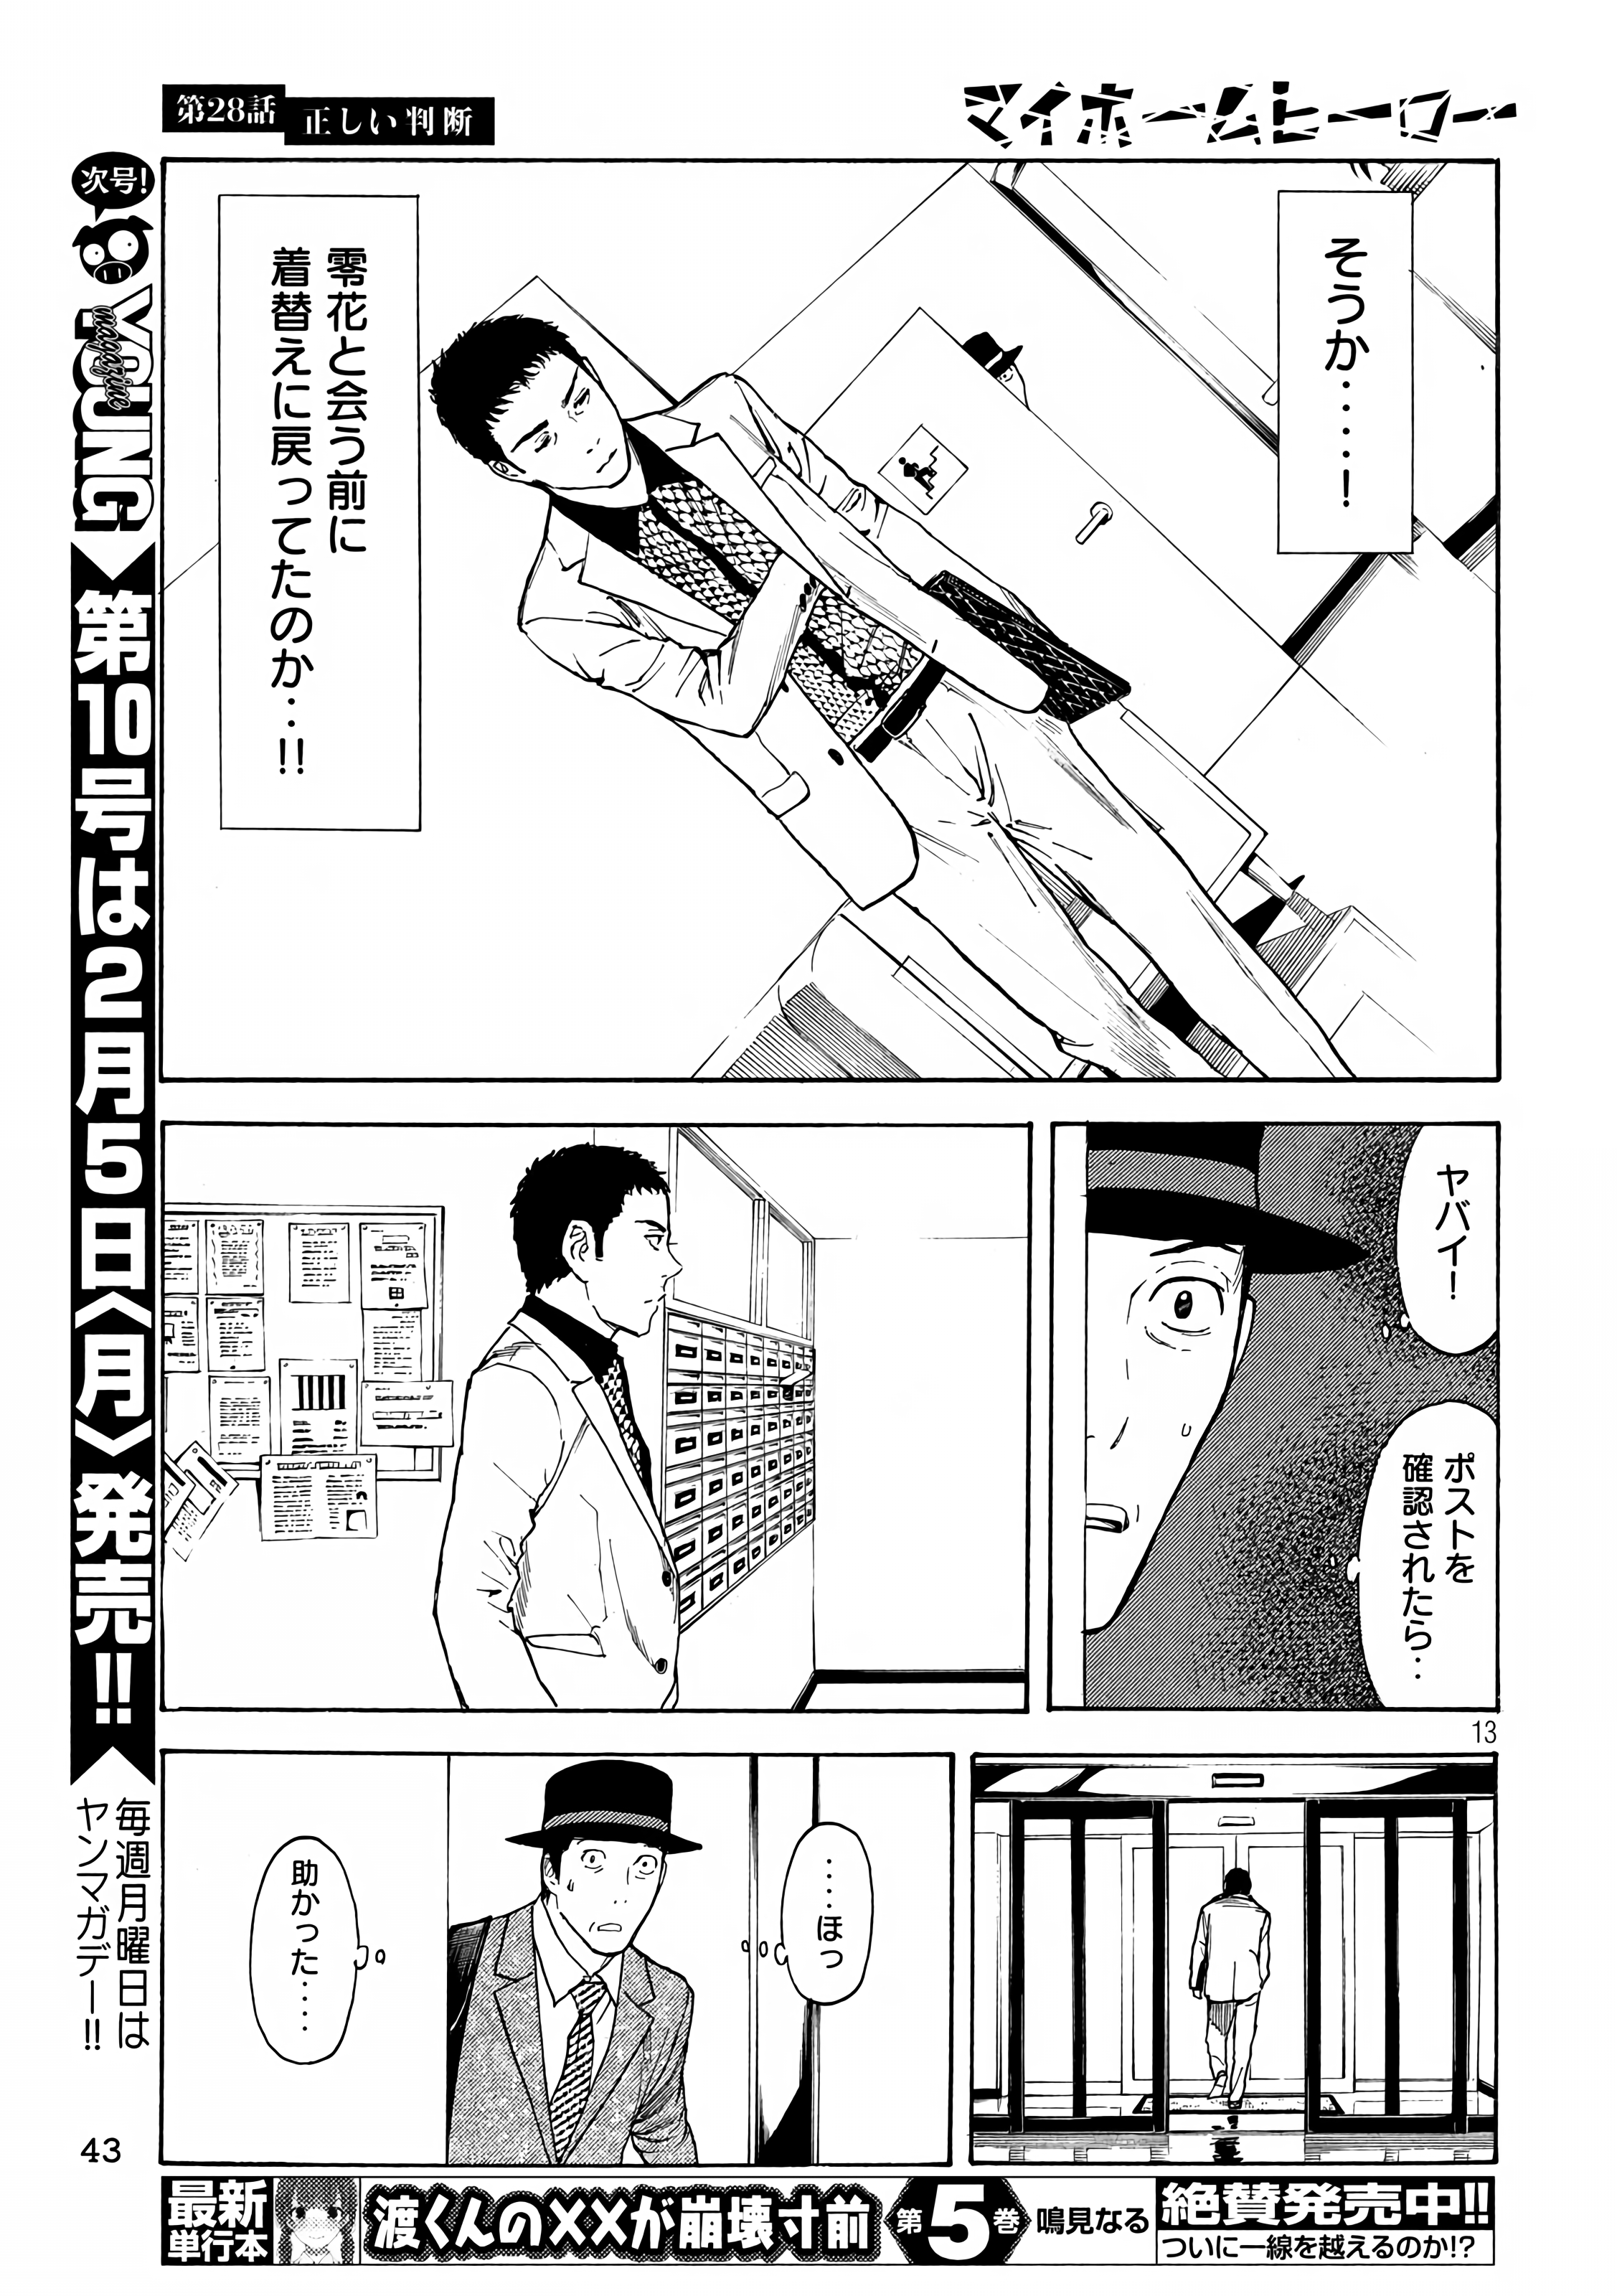 マイホームヒーロー
第28話
正しい判断
そうか‥‥‥！
零花と会う前に
着替えに戻ってたのか‥‥!!
ヤバイ！
ポストを
確認されたら‥
13
‥‥‥ほっ
助かった‥‥‥
次号！
YOUNG
magazine
第10号は2月5日〈月〉発売!!
毎週月曜日は
ヤンマガデー!!
43
最新
単行本
渡くんの××が崩壊寸前
第5巻
鳴見なる
絶賛発売中!!
ついに一線を越えるのか!?